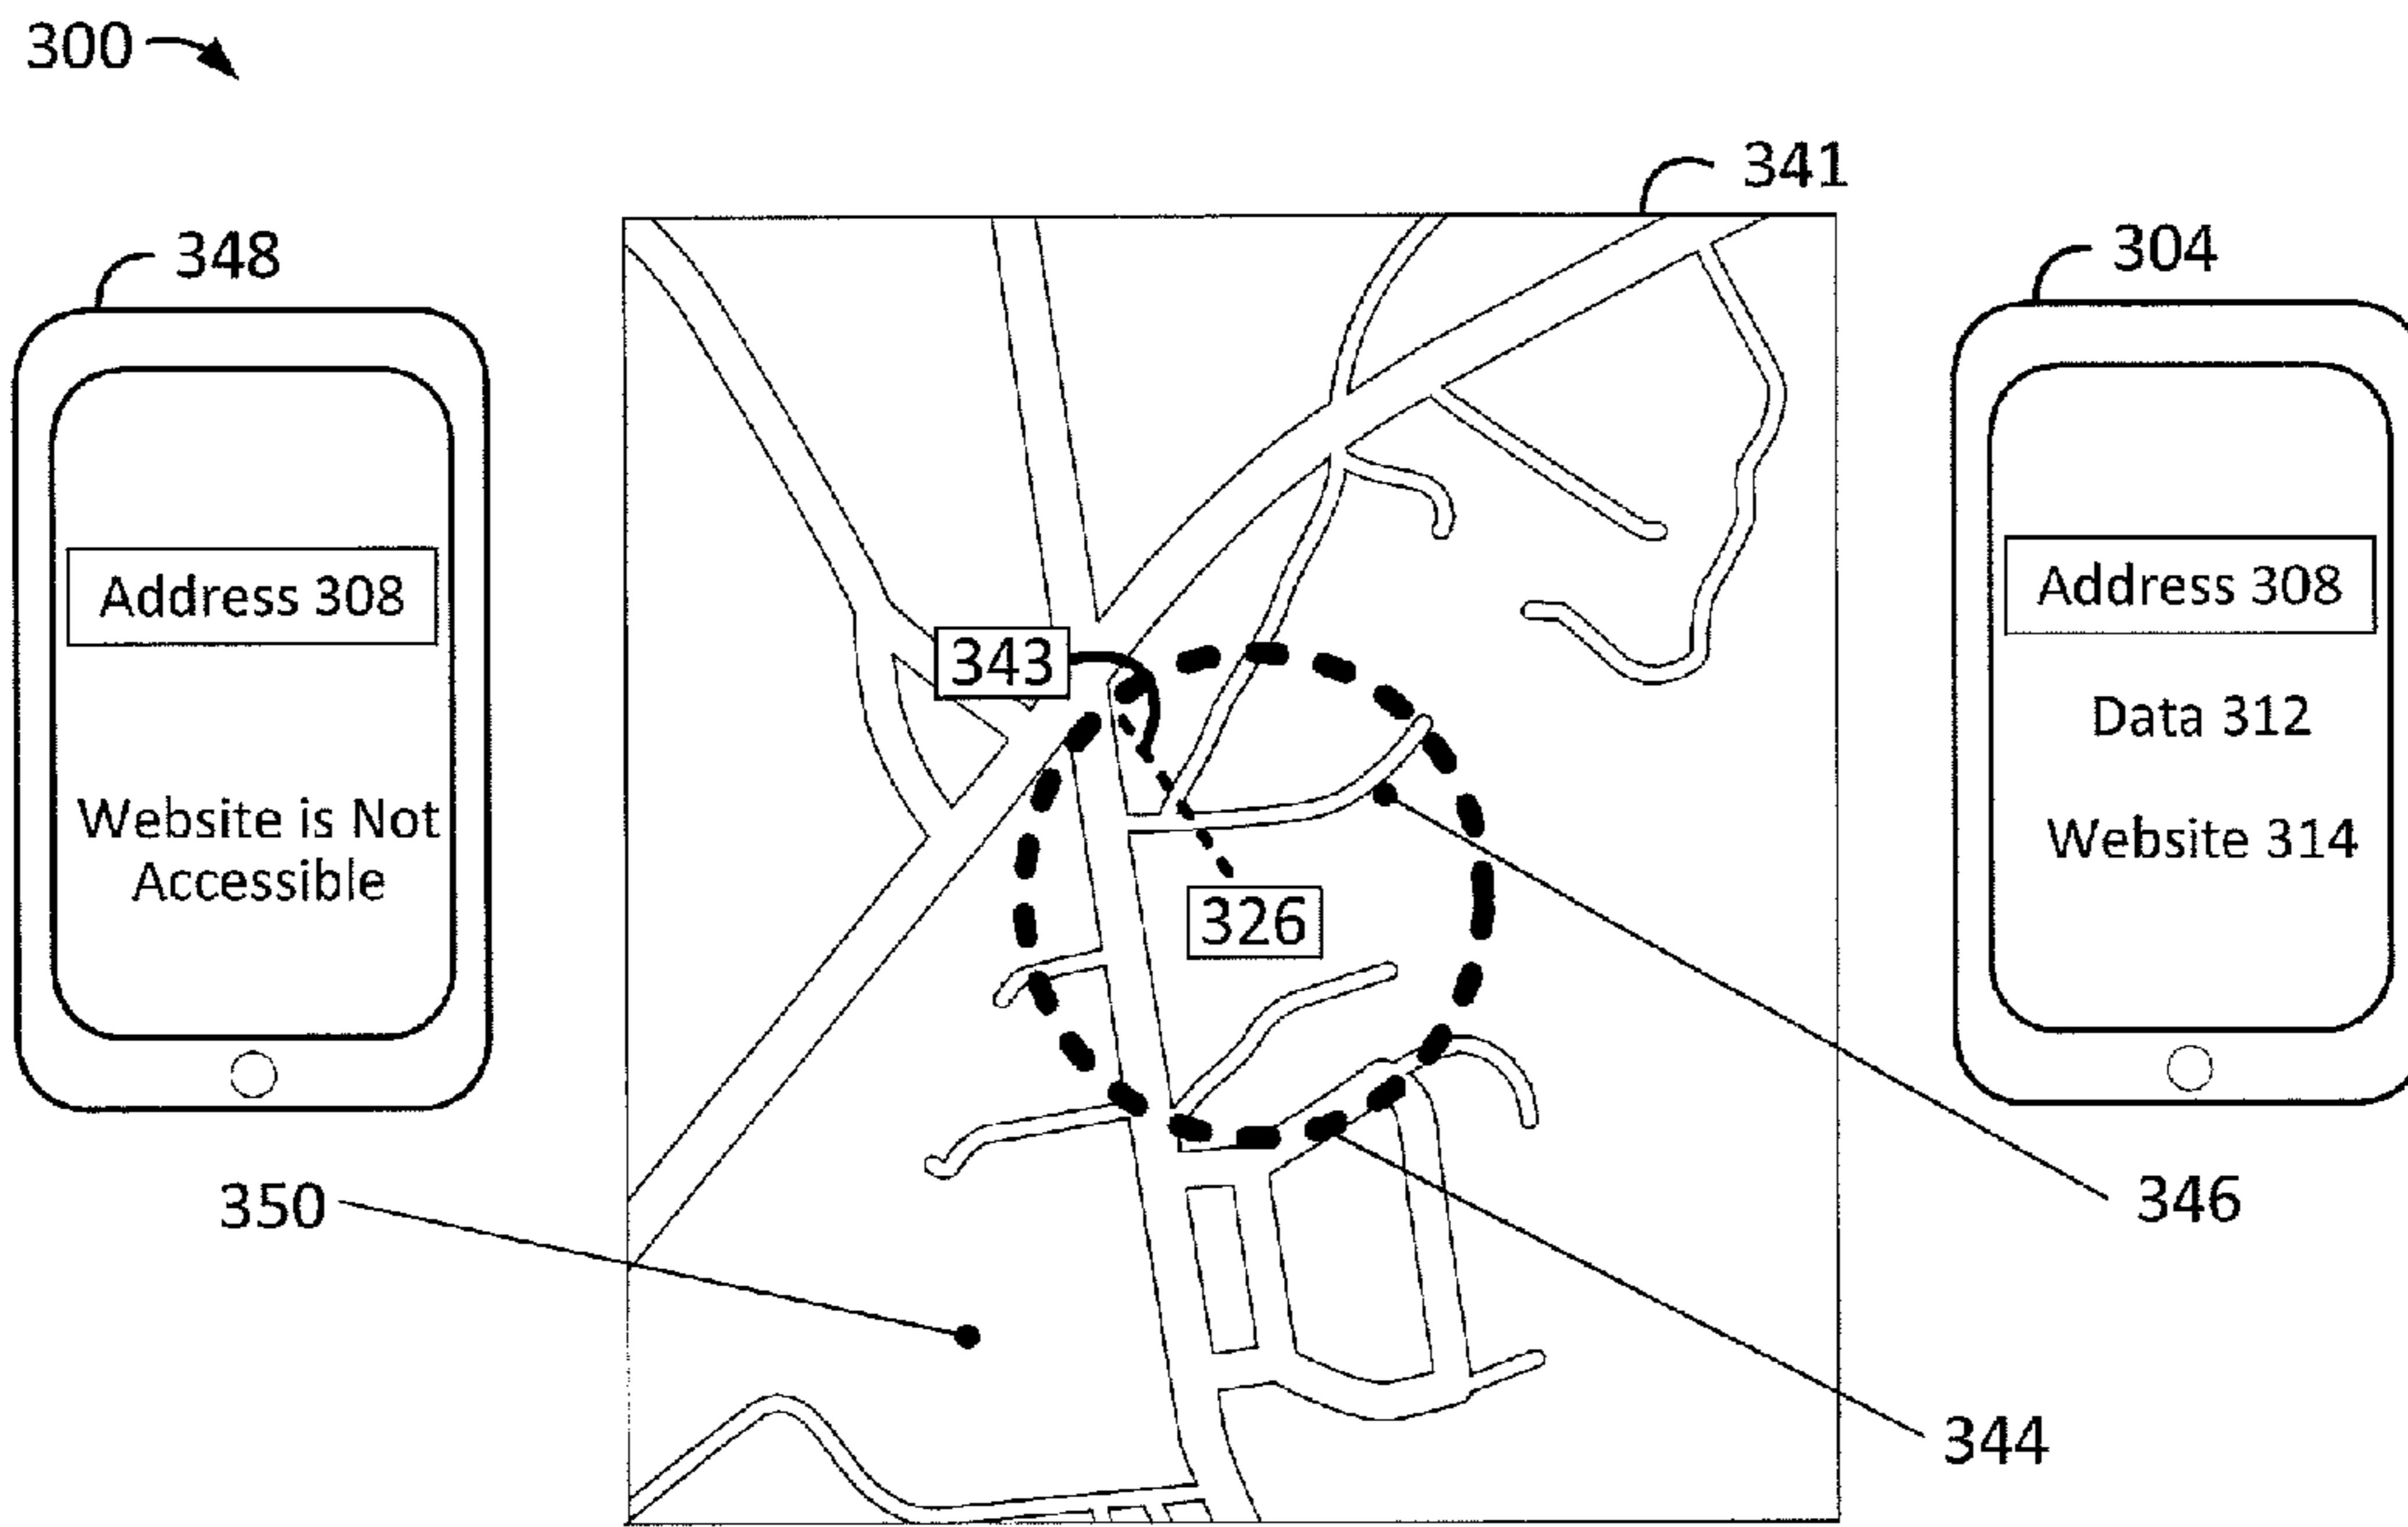 300
341
348
304
Address 308
Address 308
343
Data 312
Website is Not
Accessible
Website 314
326
350
346
344